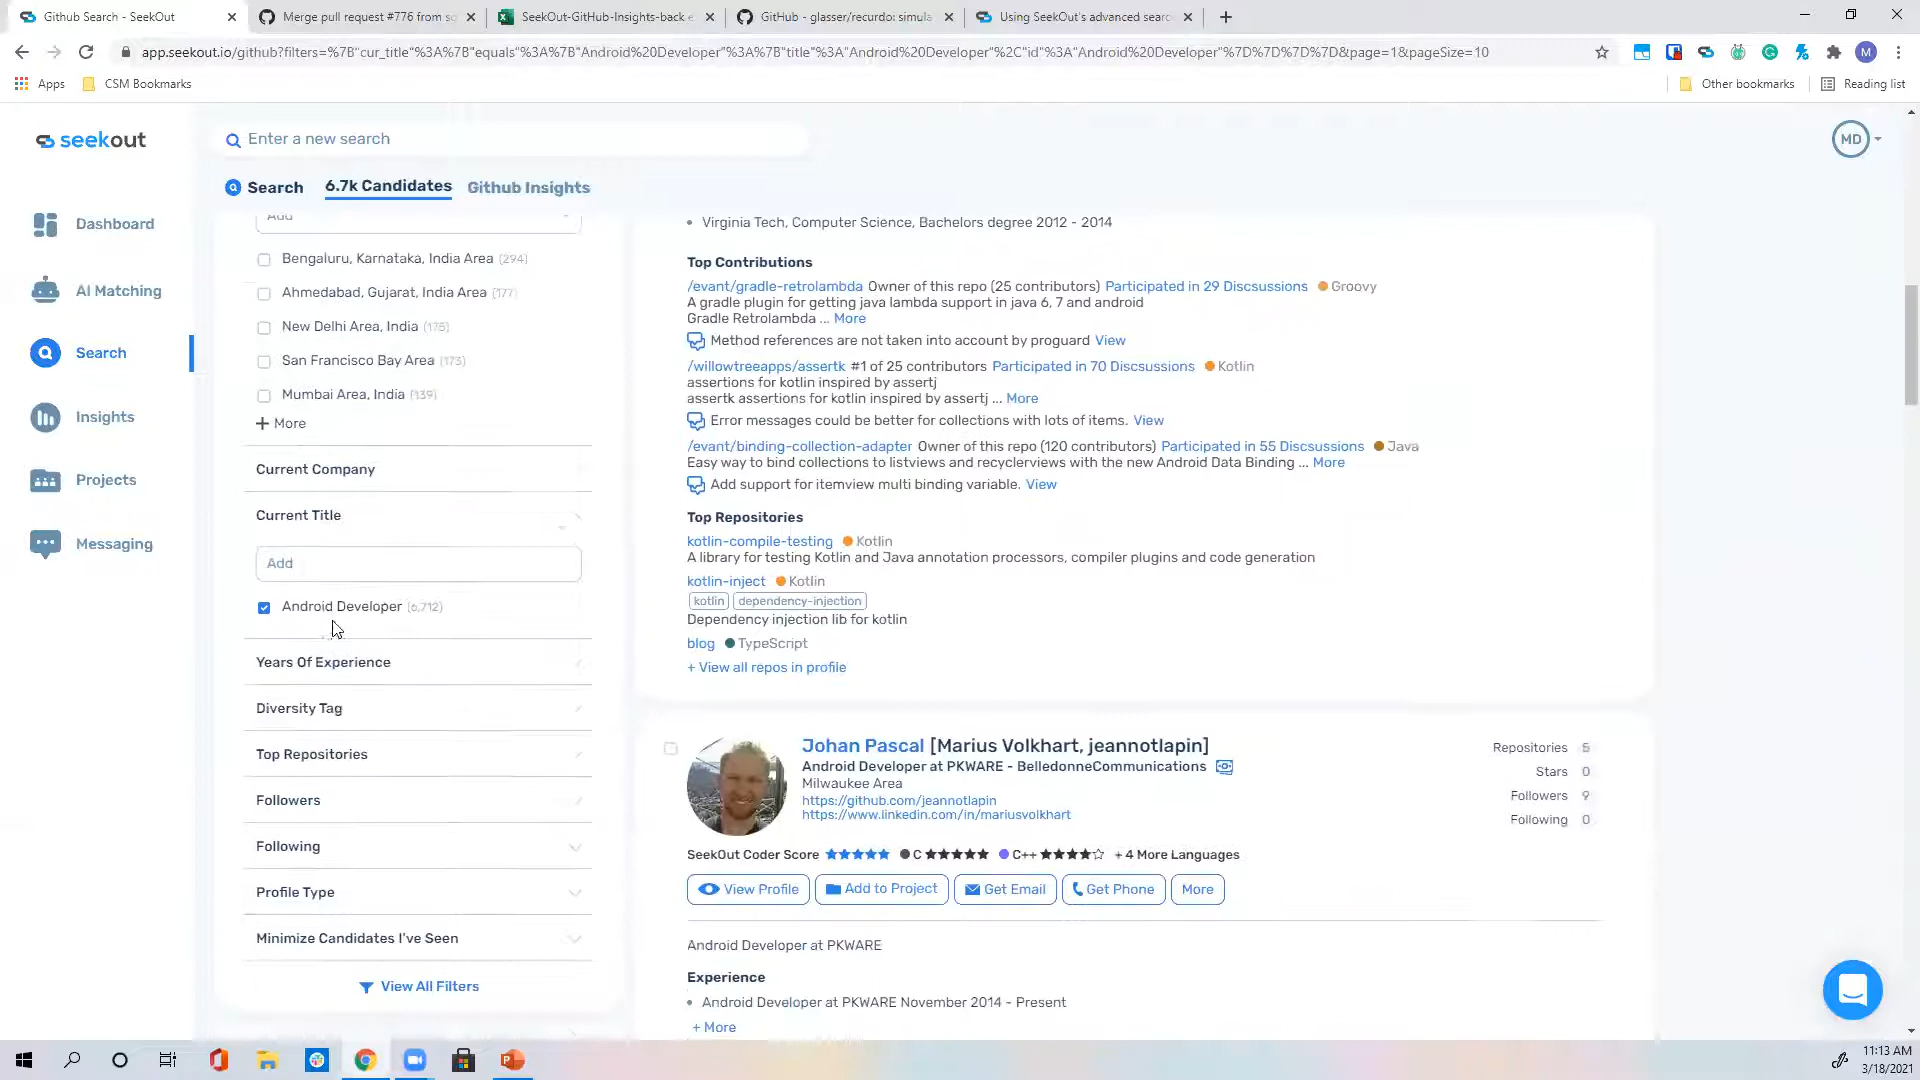 Github Search - SeekOut
Merge pull request #776 from sq
SeekOut-GitHub-Insights-back e
GitHub - glasser/recurdo: simula
Using SeekOut's advanced searc
app.seekout.io/github?filters=%7B"cur_title"%3A%7B"equals"%3A%7B"Android%20Developer"%3A%7B"title"%3A"Android%20Developer"%2C"id"%3A"Android%20Developer"%7D%7D%7D%7D&page=1&pageSize=10
M
Apps
CSM Bookmarks
Other bookmarks
Reading list
seekout
Enter a new search
MD
Search
6.7k Candidates
Github Insights
Dashboard
AI Matching
Search
Insights
Projects
Messaging
Add
Bengaluru, Karnataka, India Area (294)
Ahmedabad, Gujarat, India Area (177)
New Delhi Area, India (175)
San Francisco Bay Area (173)
Mumbai Area, India (139)
+ More
Current Company
Current Title
Add
Android Developer (6,712)
Years Of Experience
Diversity Tag
Top Repositories
Followers
Following
Profile Type
Minimize Candidates I've Seen
View All Filters
• Virginia Tech, Computer Science, Bachelors degree 2012 - 2014
Top Contributions
/evant/gradle-retrolambda Owner of this repo (25 contributors) Participated in 29 Discsussions Groovy
A gradle plugin for getting java lambda support in java 6, 7 and android
Gradle Retrolambda ... More
Method references are not taken into account by proguard View
/willowtreeapps/assertk #1 of 25 contributors Participated in 70 Discsussions Kotlin
assertions for kotlin inspired by assertj
assertk assertions for kotlin inspired by assertj ... More
Error messages could be better for collections with lots of items. View
/evant/binding-collection-adapter Owner of this repo (120 contributors) Participated in 55 Discsussions Java
Easy way to bind collections to listviews and recyclerviews with the new Android Data Binding ... More
Add support for itemview multi binding variable. View
Top Repositories
kotlin-compile-testing Kotlin
A library for testing Kotlin and Java annotation processors, compiler plugins and code generation
kotlin-inject Kotlin
kotlin dependency-injection
Dependency injection lib for kotlin
blog TypeScript
+ View all repos in profile
Johan Pascal [Marius Volkhart, jeannotlapin]
Android Developer at PKWARE - BelledonneCommunications
Milwaukee Area
https://github.com/jeannotlapin
https://www.linkedin.com/in/mariusvolkhart
Repositories 5
Stars 0
Followers 9
Following 0
SeekOut Coder Score ★★★★★ C ★★★★★ C++ ★★★★☆ + 4 More Languages
View Profile
Add to Project
Get Email
Get Phone
More
Android Developer at PKWARE
Experience
• Android Developer at PKWARE November 2014 - Present
+ More
11:13 AM
3/18/2021